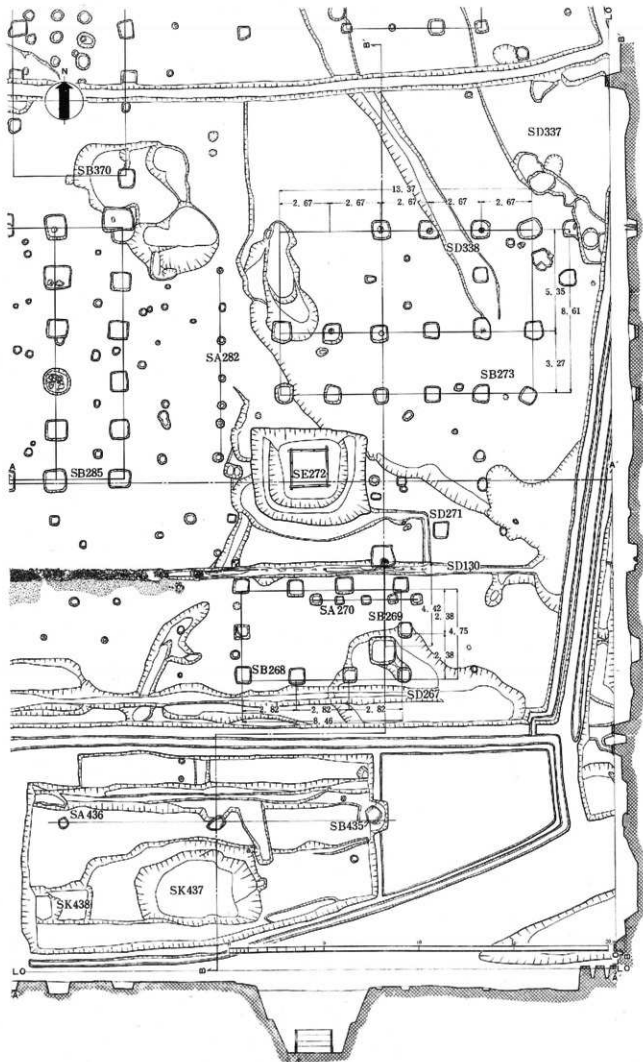 LO
B'
N
SD337
13.37
SB370
2.67 2.67 2.67 2.67 2.67
SD338
5.35
8.61
SA282
3.27
SB273
SB285
SE272
A
A'
SD271
SD130
SA270
SB269
4.42
2.38
4.75
2.38
SB268
SD267
2.82 2.82 2.82
8.46
SA436
SB435
SK437
SK438
LO
B